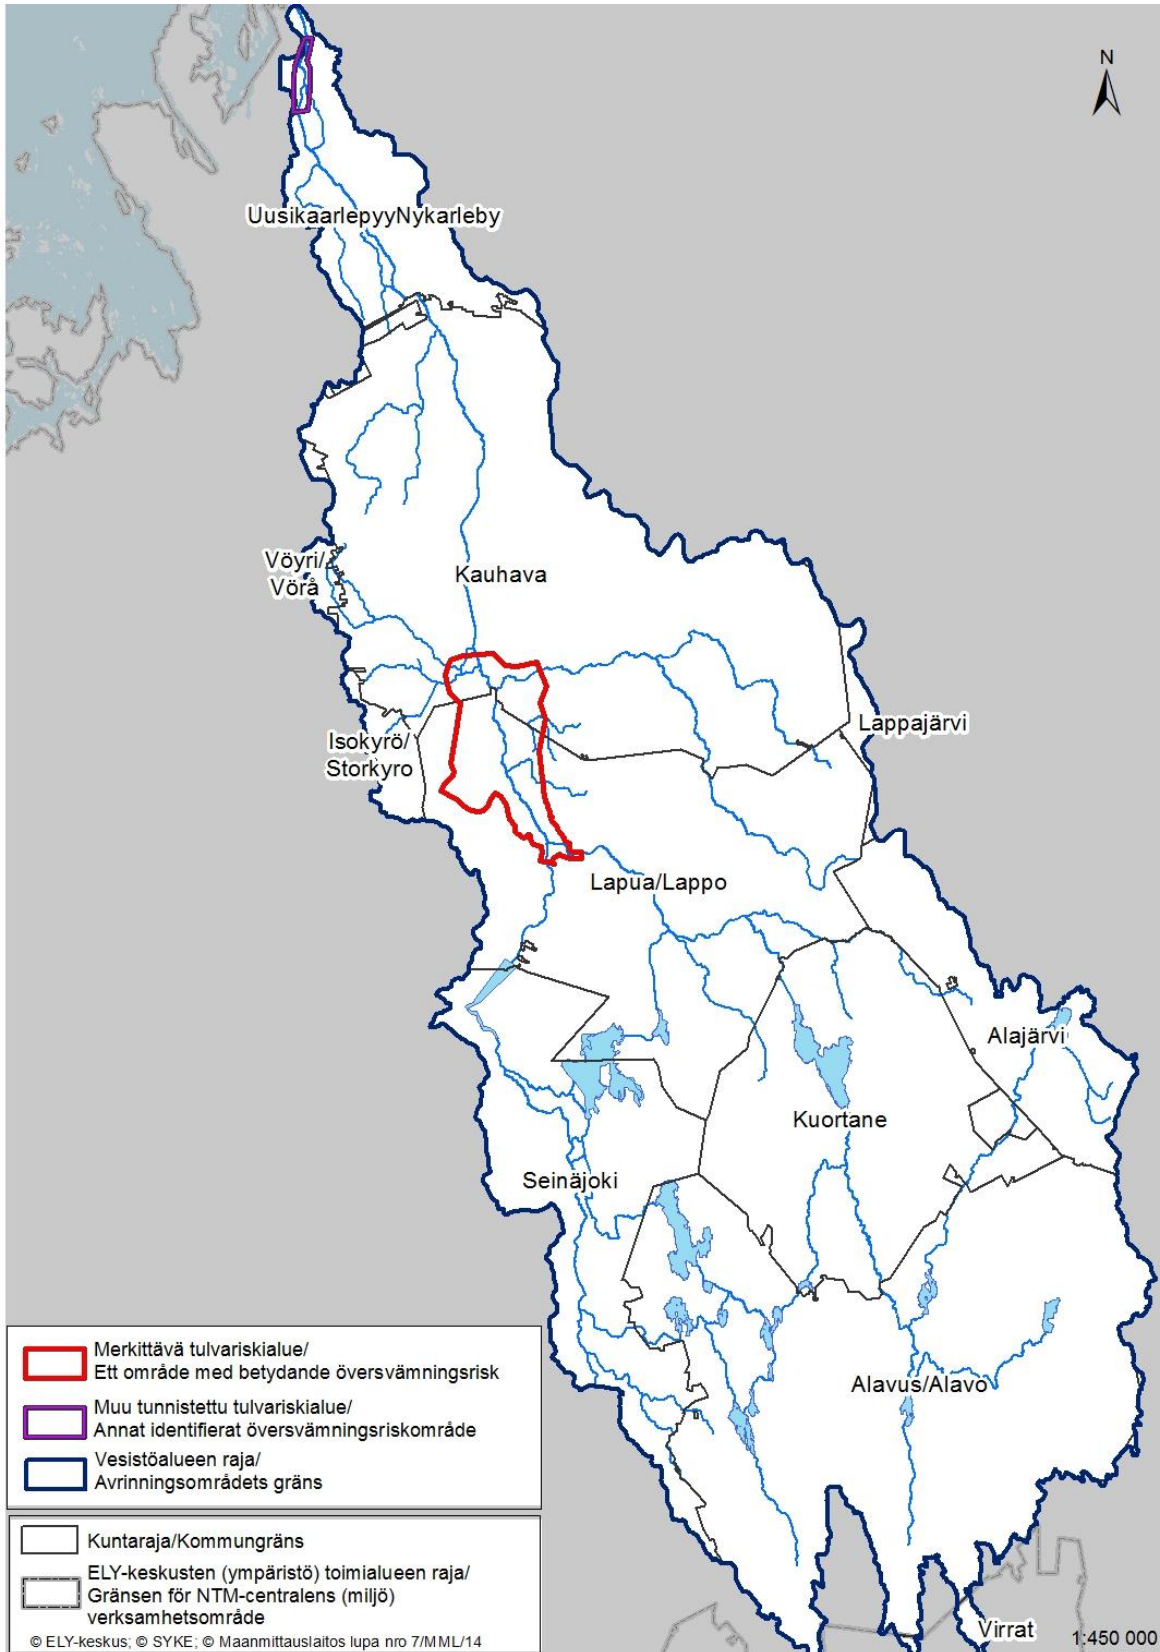 N
UusikaarlepyyNykarleby
Vöyri/
Vörå
Kauhava
Lappajärvi
Isokyrö/
Storkyro
Lapua/Lappo
Alajärvi
Kuortane
Seinäjoki
Alavus/Alavo
Virrat
1:450 000
Merkittävä tulvariskialue/
Ett område med betydande översvämningsrisk
Muu tunnistettu tulvariskialue/
Annat identifierat översvämningsriskområde
Vesistöalueen raja/
Avrinningsområdets gräns
Kuntaraja/Kommungräns
ELY-keskusten (ympäristö) toimialueen raja/
Gränsen för NTM-centralens (miljö)
verksamhetsområde
© ELY-keskus; © SYKE; © Maanmittauslaitos lupa nro 7/MML/14